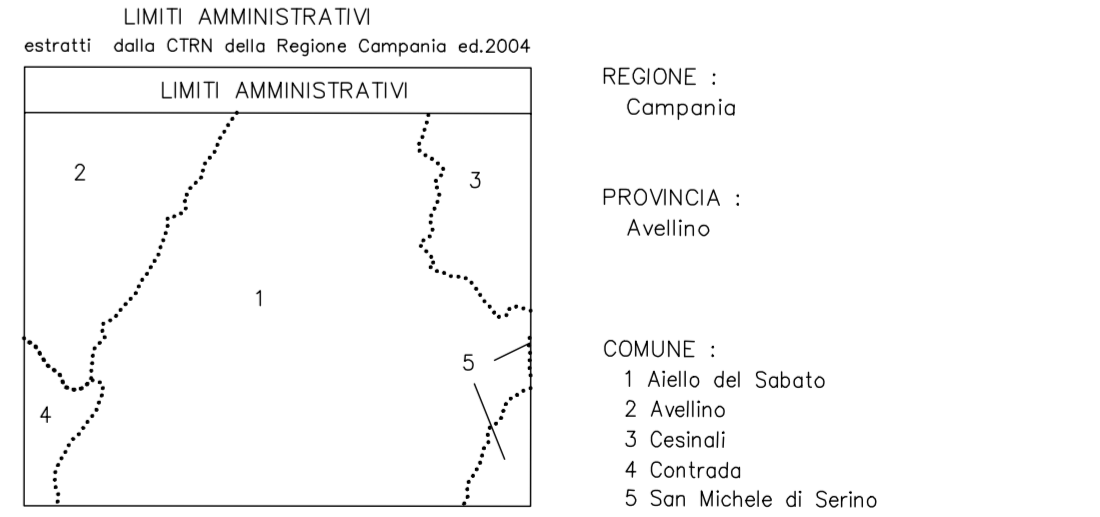 LIMITI AMMINISTRATIVI
estratti dalla CTRN della Regione Campania ed.2004
LIMITI AMMINISTRATIVI
2
3
1
5
4
REGIONE :
Campania
PROVINCIA :
Avellino
COMUNE :
1 Aiello del Sabato
2 Avellino
3 Cesinali
4 Contrada
5 San Michele di Serino